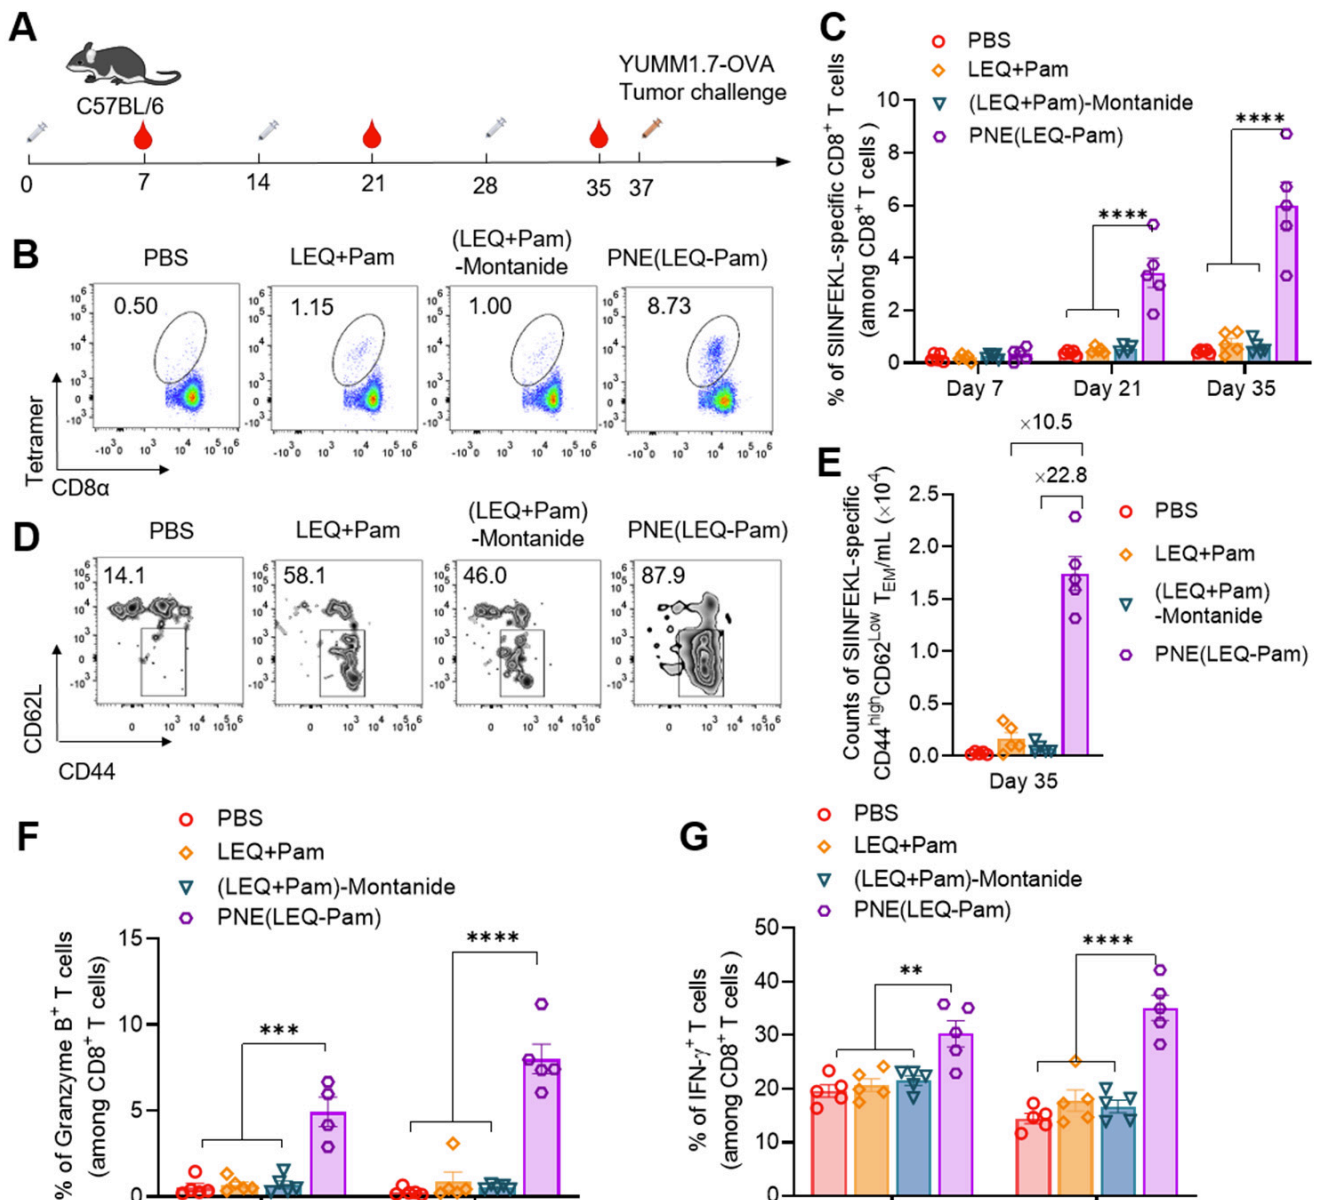 A
C57BL/6
YUMM1.7-OVA
Tumor challenge
0 7 14 21 28 35 37
B
PBS
LEQ+Pam
(LEQ+Pam)
-Montanide
PNE(LEQ-Pam)
0.50
1.15
1.00
8.73
Tetramer
CD8α
C
PBS
LEQ+Pam
(LEQ+Pam)-Montanide
PNE(LEQ-Pam)
% of SIINFEKL-specific CD8+ T cells
(among CD8+ T cells )
10
8
6
4
2
0
****
****
Day 7 Day 21 Day 35
D
PBS
LEQ+Pam
(LEQ+Pam)
-Montanide
PNE(LEQ-Pam)
14.1
58.1
46.0
87.9
CD62L
CD44
E
×10.5
×22.8
Counts of SIINFEKL-specific
CD44highCD62Low TEM/mL (×104)
2.5
2.0
1.5
1.0
0.5
0.0
Day 35
PBS
LEQ+Pam
(LEQ+Pam)
-Montanide
PNE(LEQ-Pam)
F
PBS
LEQ+Pam
(LEQ+Pam)-Montanide
PNE(LEQ-Pam)
% of Granzyme B+ T cells
(among CD8+ T cells)
15
10
5
0
***
****
G
PBS
LEQ+Pam
(LEQ+Pam)-Montanide
PNE(LEQ-Pam)
% of IFN-γ+ T cells
(among CD8+ T cells )
50
40
30
20
10
0
**
****